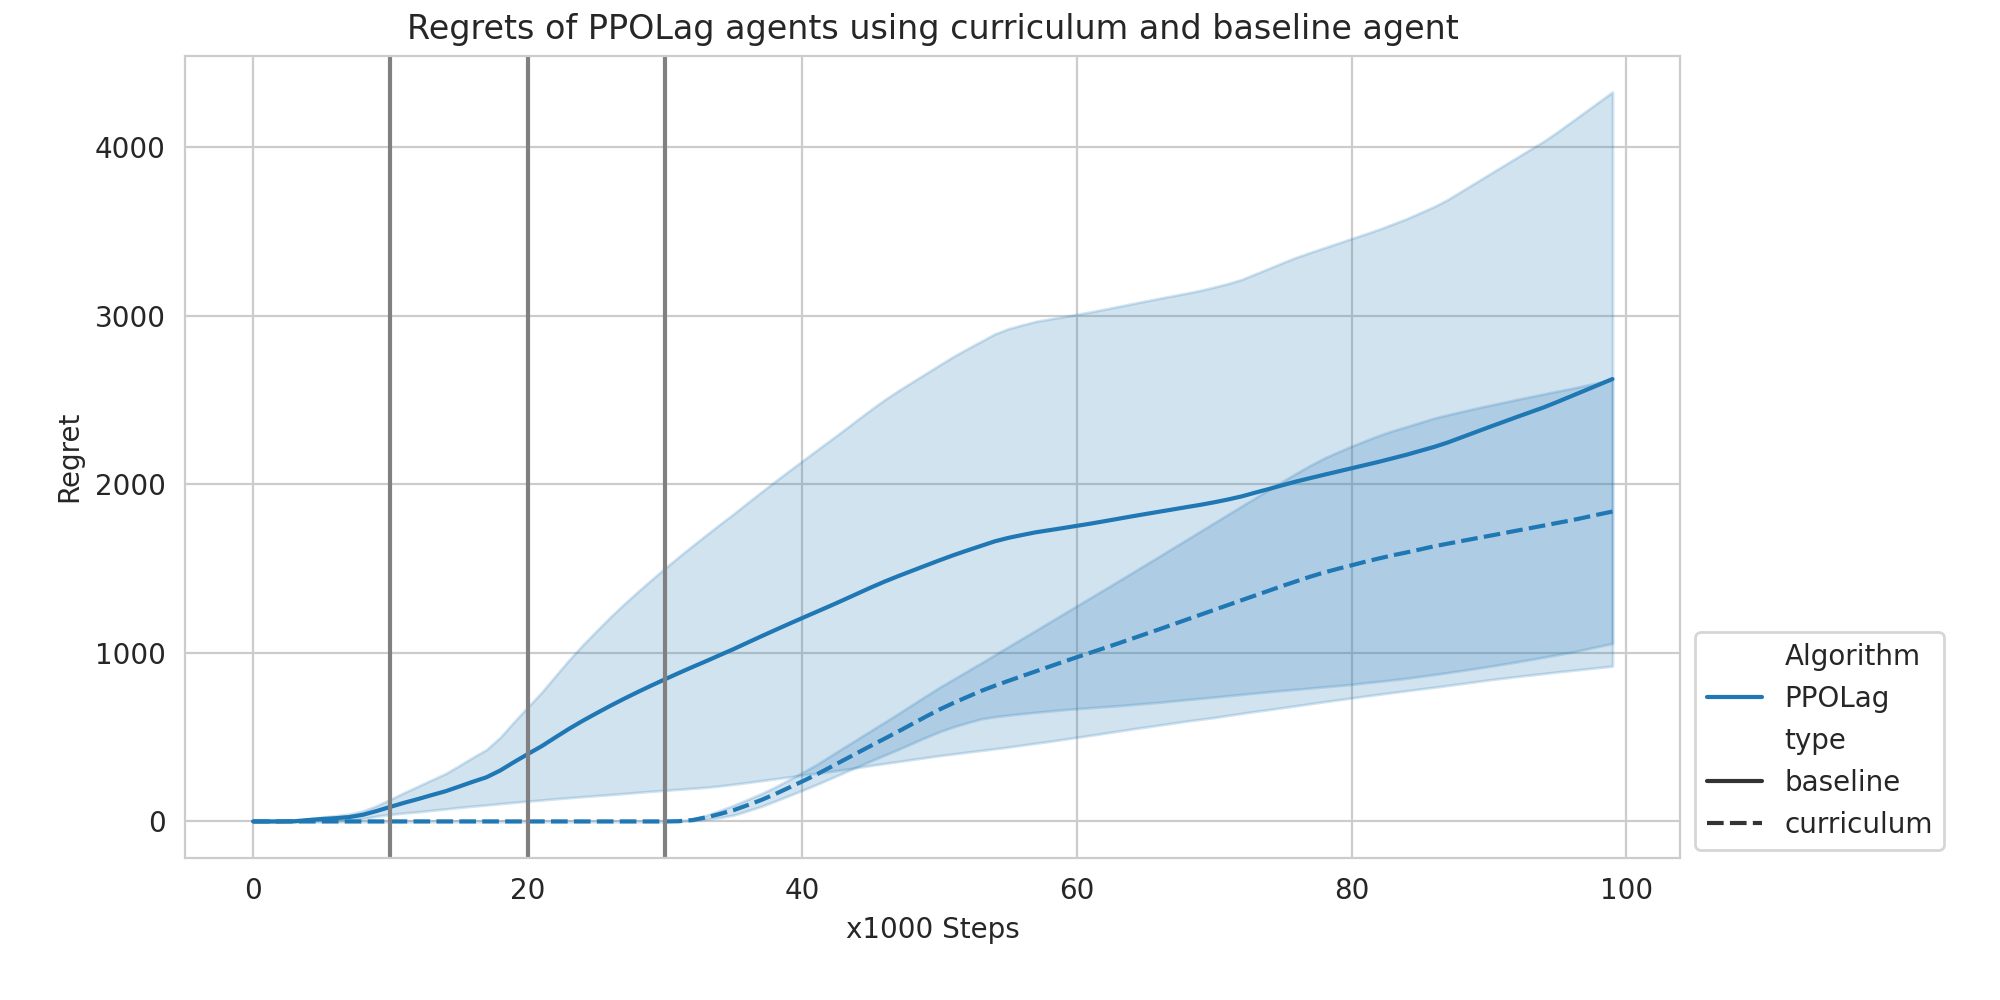 Regrets of PPOLag agents using curriculum and baseline agent
4000
3000
2000
1000
0
Regret
0 20 40 60 80 100
x1000 Steps
Algorithm
PPOLag
type
baseline
curriculum